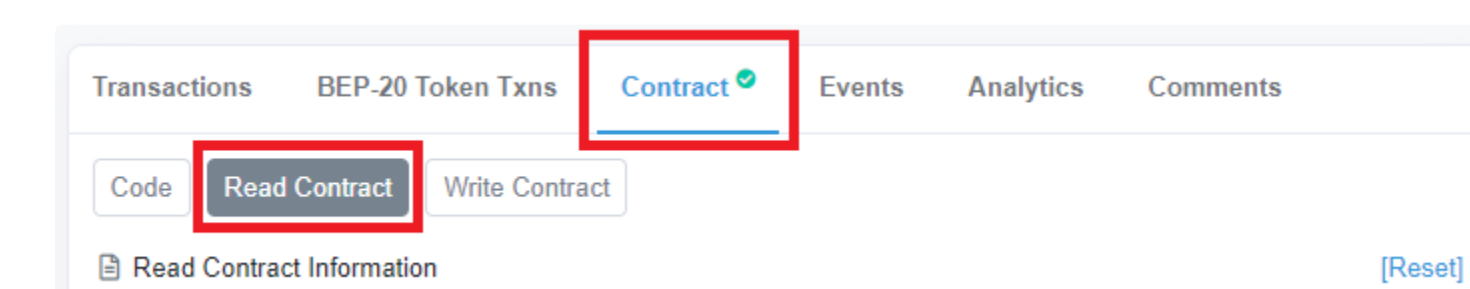 Transactions BEP-20 Token Txns Contract Events Analytics Comments
Code Read Contract Write Contract
Read Contract Information [Reset]